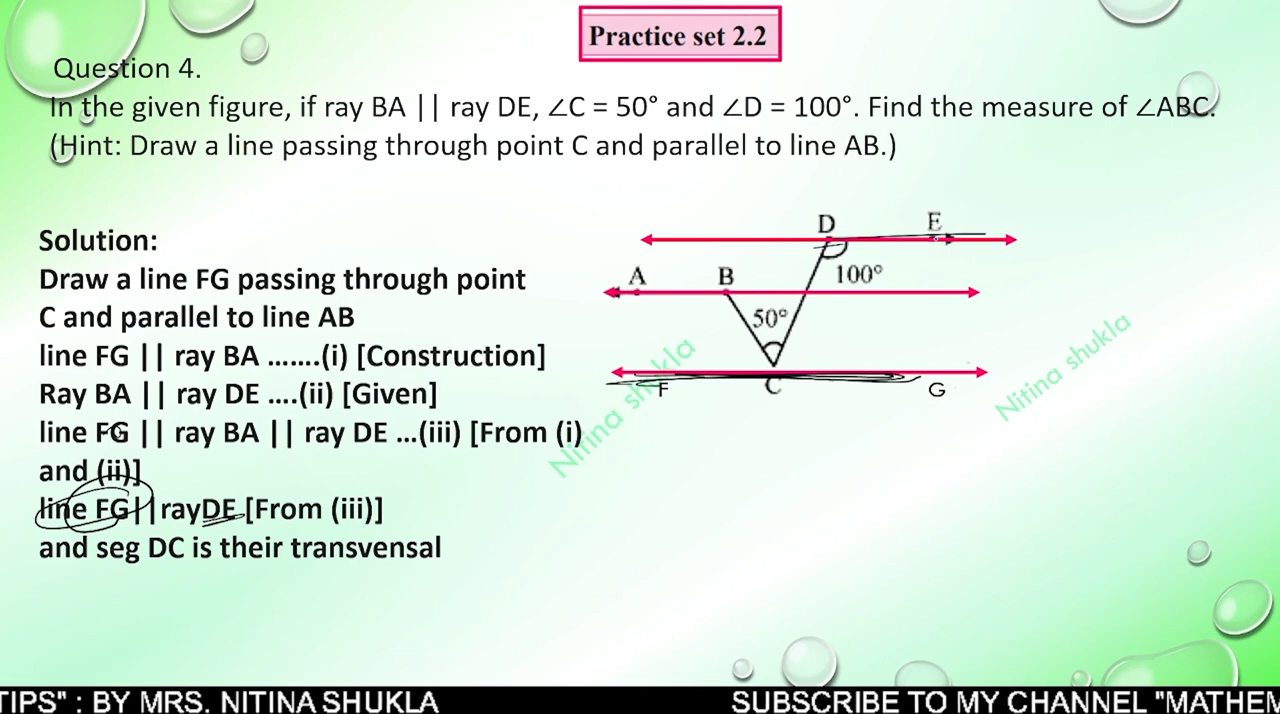 Practice set 2.2
Question 4.
In the given figure, if ray BA || ray DE, ∠C = 50° and ∠D = 100°. Find the measure of ∠ABC.
(Hint: Draw a line passing through point C and parallel to line AB.)
Solution:
Draw a line FG passing through point
C and parallel to line AB
line FG || ray BA …….(i) [Construction]
Ray BA || ray DE ….(ii) [Given]
line FG || ray BA || ray DE …(iii) [From (i)
and (ii)]
line FG||rayDE [From (iii)]
and seg DC is their transvensal
D E
A B 100°
50°
F C G
Nitina shukla
Nitina shukla
TIPS" : BY MRS. NITINA SHUKLA SUBSCRIBE TO MY CHANNEL "MATHEM